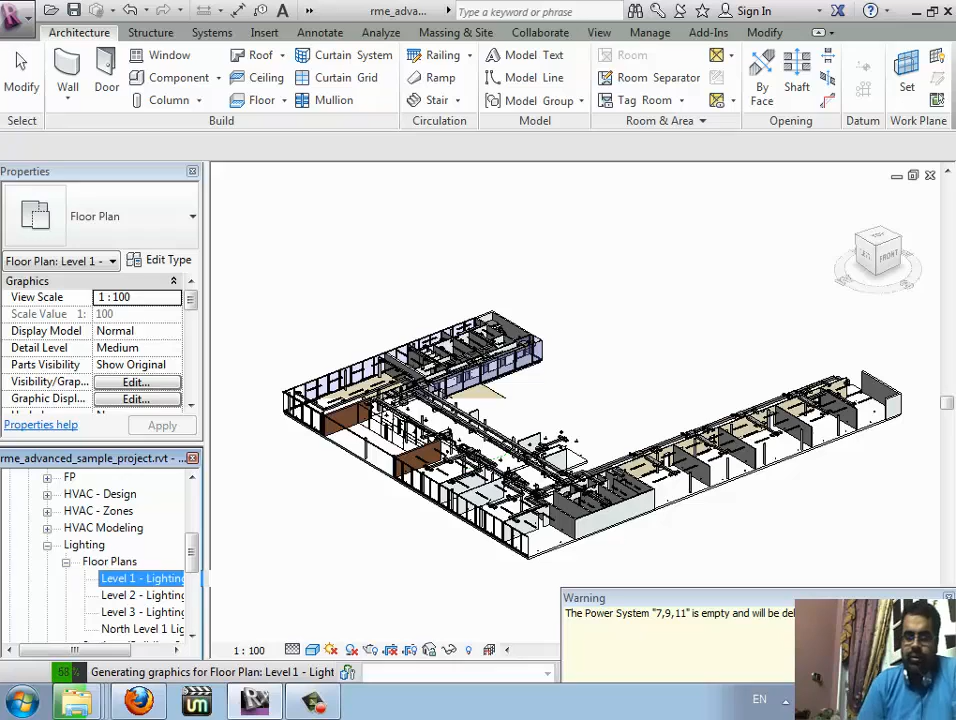 rme_adva...
Type a keyword or phrase
Sign In
Architecture Structure Systems Insert Annotate Analyze Massing & Site Collaborate View Manage Add-Ins Modify
Modify
Wall
Door
Window
Component
Column
Roof
Ceiling
Floor
Curtain System
Curtain Grid
Mullion
Railing
Ramp
Stair
Model Text
Model Line
Model Group
Room
Room Separator
Tag Room
By
Face
Shaft
Set
Select Build Circulation Model Room & Area Opening Datum Work Plane
Properties
Floor Plan
Floor Plan: Level 1 -
Edit Type
Graphics
View Scale 1 : 100
Scale Value 1: 100
Display Model Normal
Detail Level Medium
Parts Visibility Show Original
Visibility/Grap... Edit...
Graphic Displ... Edit...
Properties help
Apply
rme_advanced_sample_project.rvt - ...
FP
HVAC - Design
HVAC - Zones
HVAC Modeling
Lighting
Floor Plans
Level 1 - Lighting
Level 2 - Lighting
Level 3 - Lighting
North Level 1 Lig
TOP
FRONT
1 : 100
Warning
The Power System "7,9,11" is empty and will be del
Generating graphics for Floor Plan: Level 1 - Light
EN